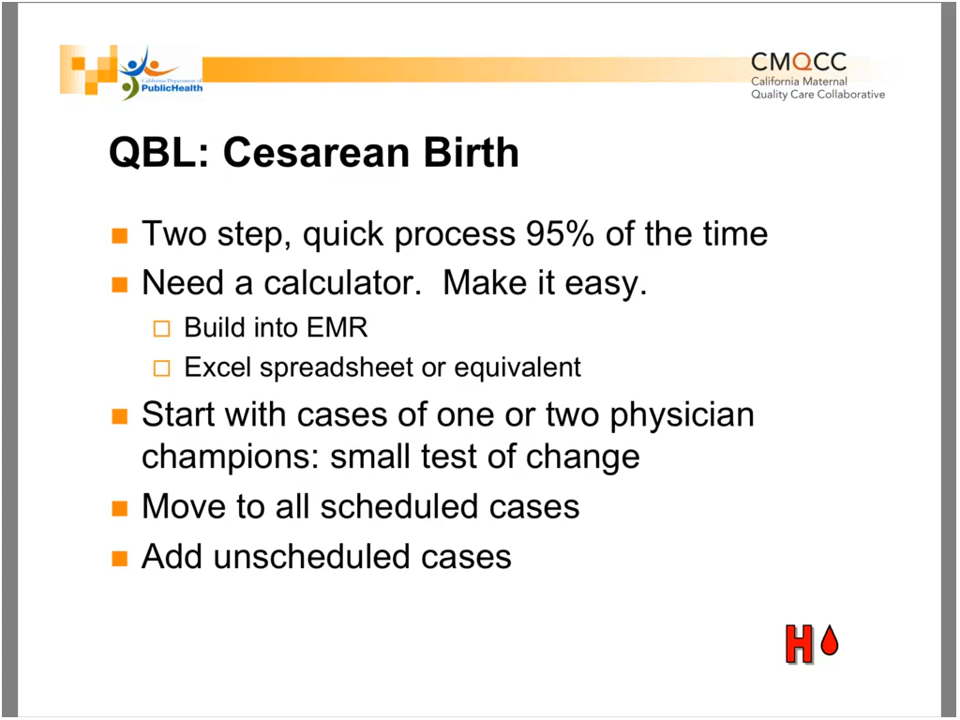 California Department of
PublicHealth
CMQCC
California Maternal
Quality Care Collaborative
QBL: Cesarean Birth
Two step, quick process 95% of the time
Need a calculator.  Make it easy.
Build into EMR
Excel spreadsheet or equivalent
Start with cases of one or two physician
champions: small test of change
Move to all scheduled cases
Add unscheduled cases
H